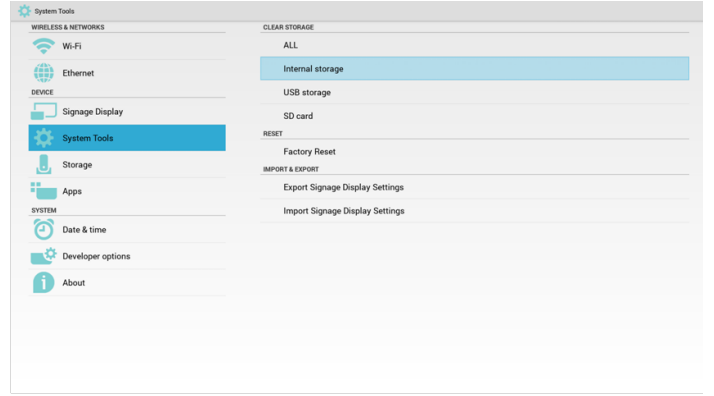 System Tools
WIRELESS & NETWORKS
Wi-Fi
Ethernet
DEVICE
Signage Display
System Tools
Storage
Apps
SYSTEM
Date & time
Developer options
About
CLEAR STORAGE
ALL
Internal storage
USB storage
SD card
RESET
Factory Reset
IMPORT & EXPORT
Export Signage Display Settings
Import Signage Display Settings